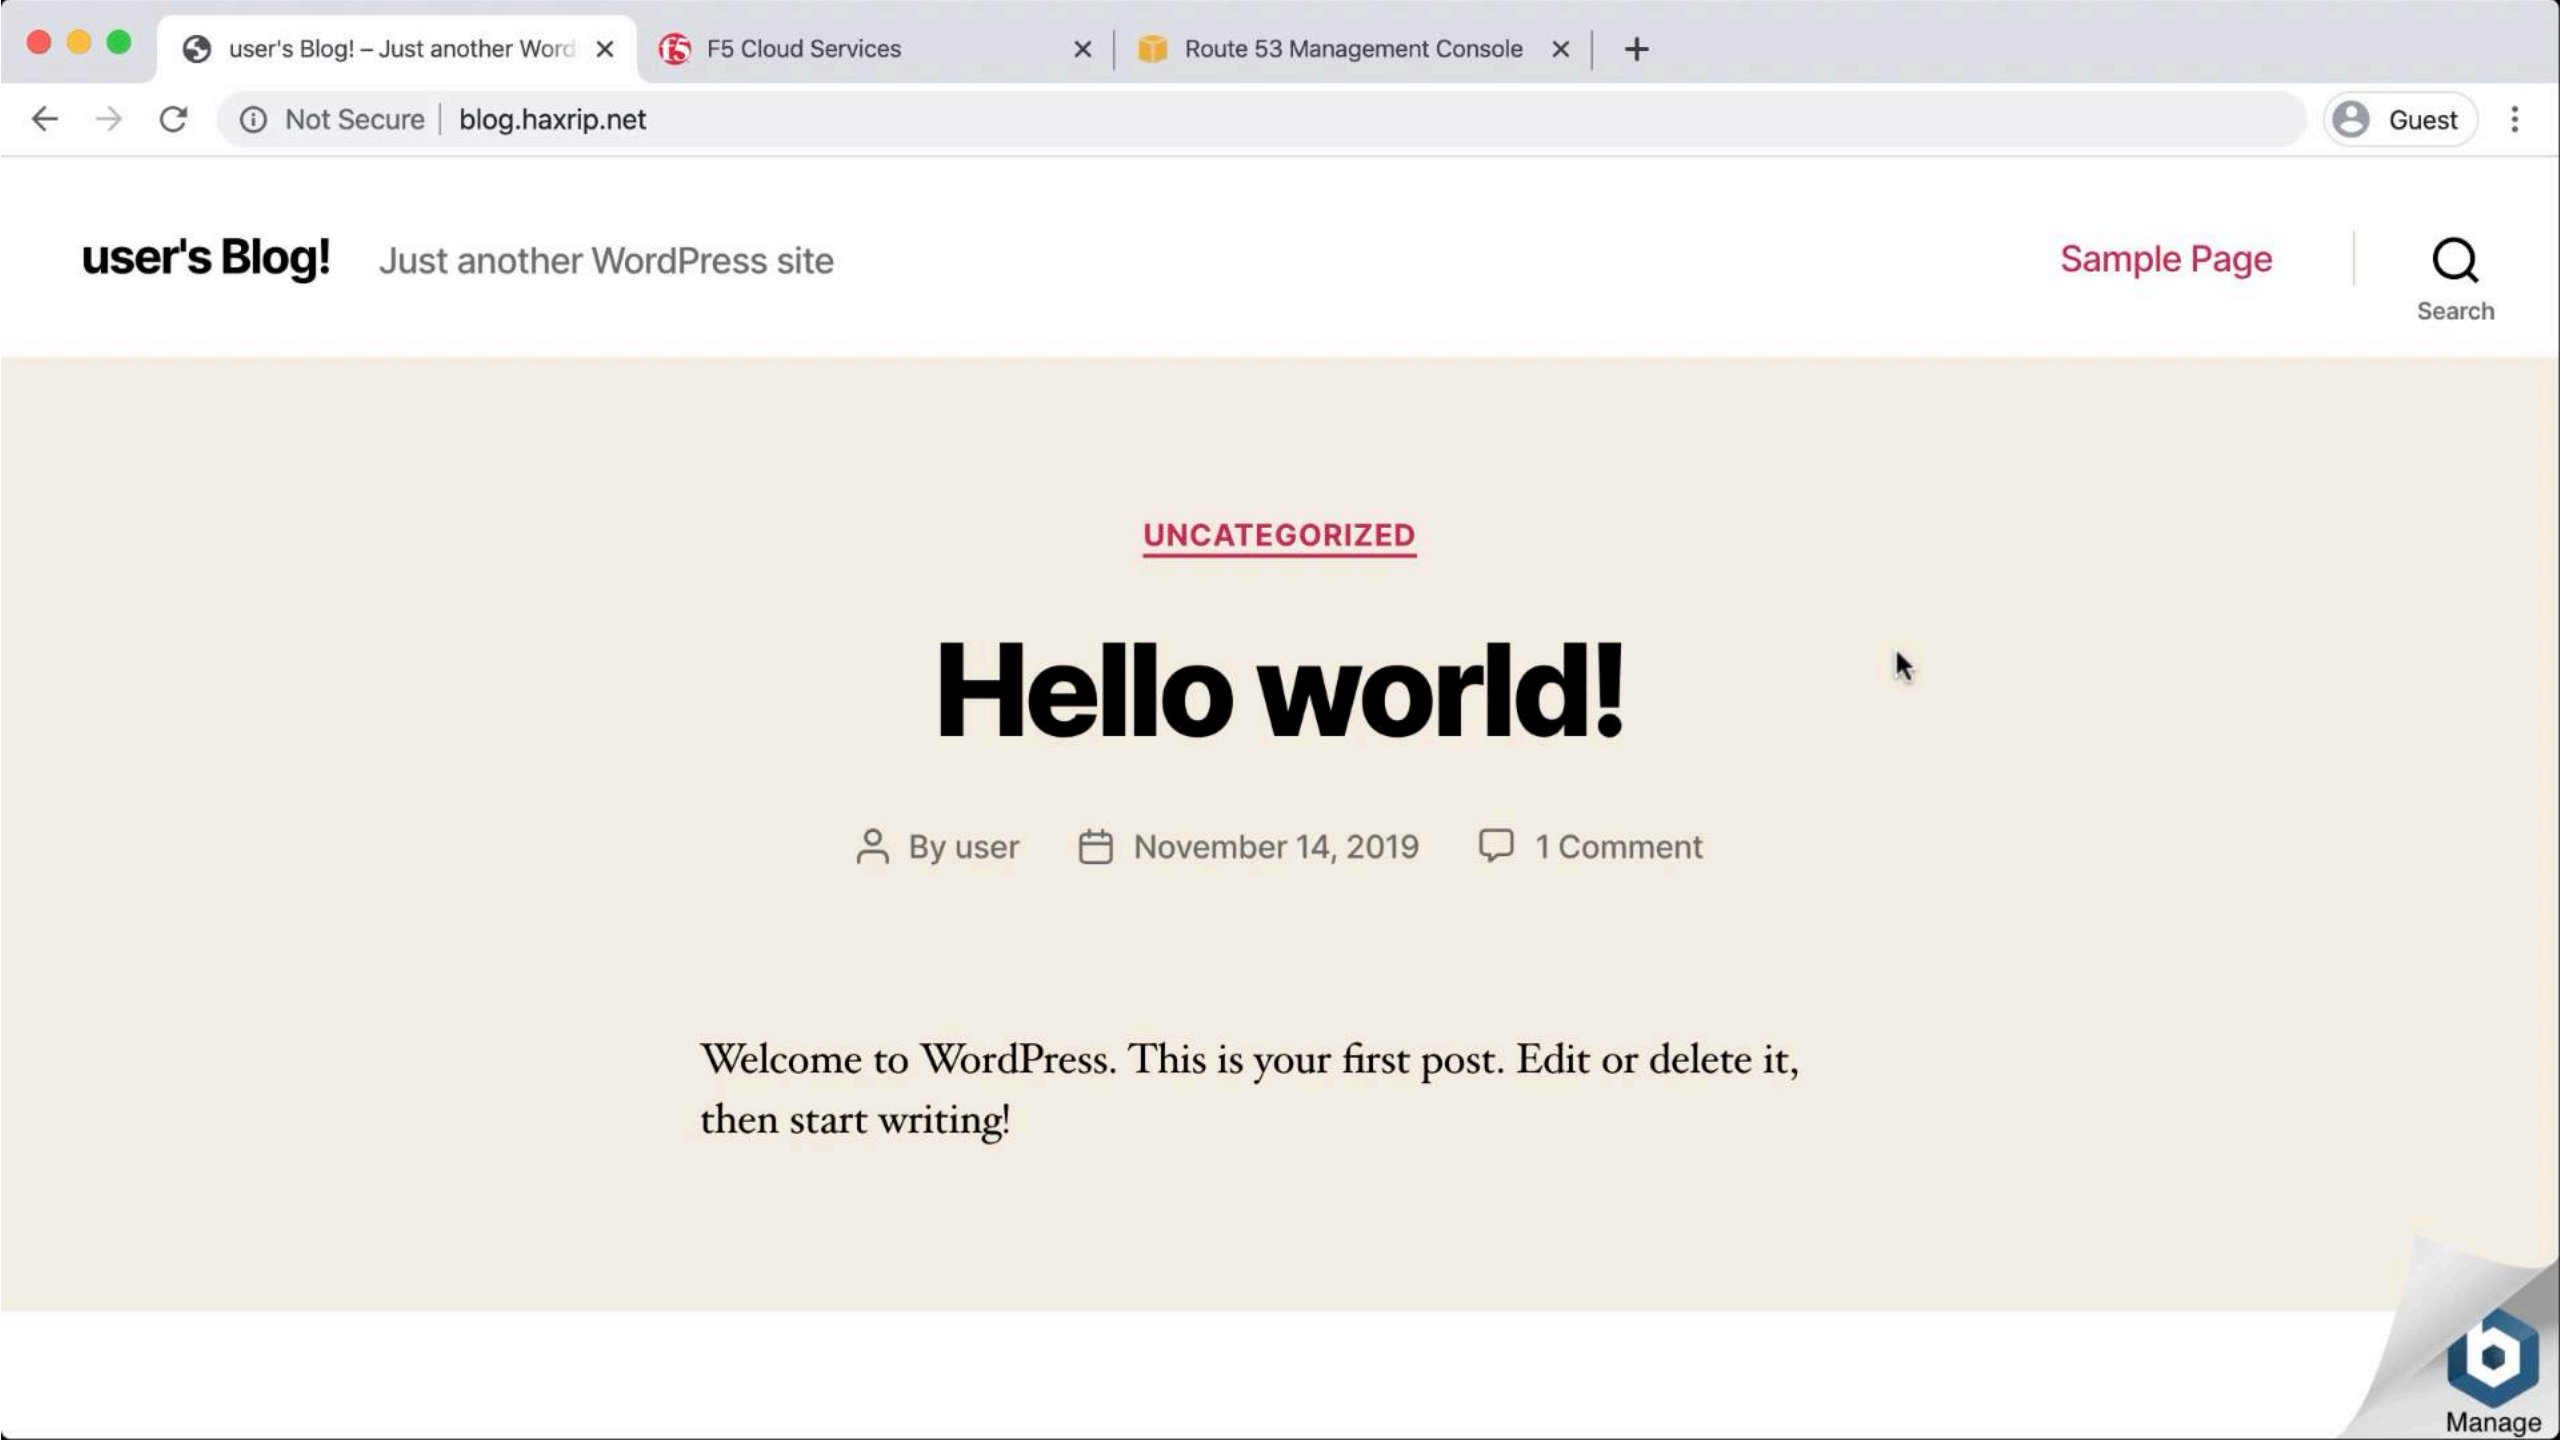 user's Blog! – Just another Word
F5 Cloud Services
Route 53 Management Console
Not Secure
blog.haxrip.net
Guest
user's Blog!
Just another WordPress site
Sample Page
Search
UNCATEGORIZED
Hello world!
By user
November 14, 2019
1 Comment
Welcome to WordPress. This is your first post. Edit or delete it,
then start writing!
Manage